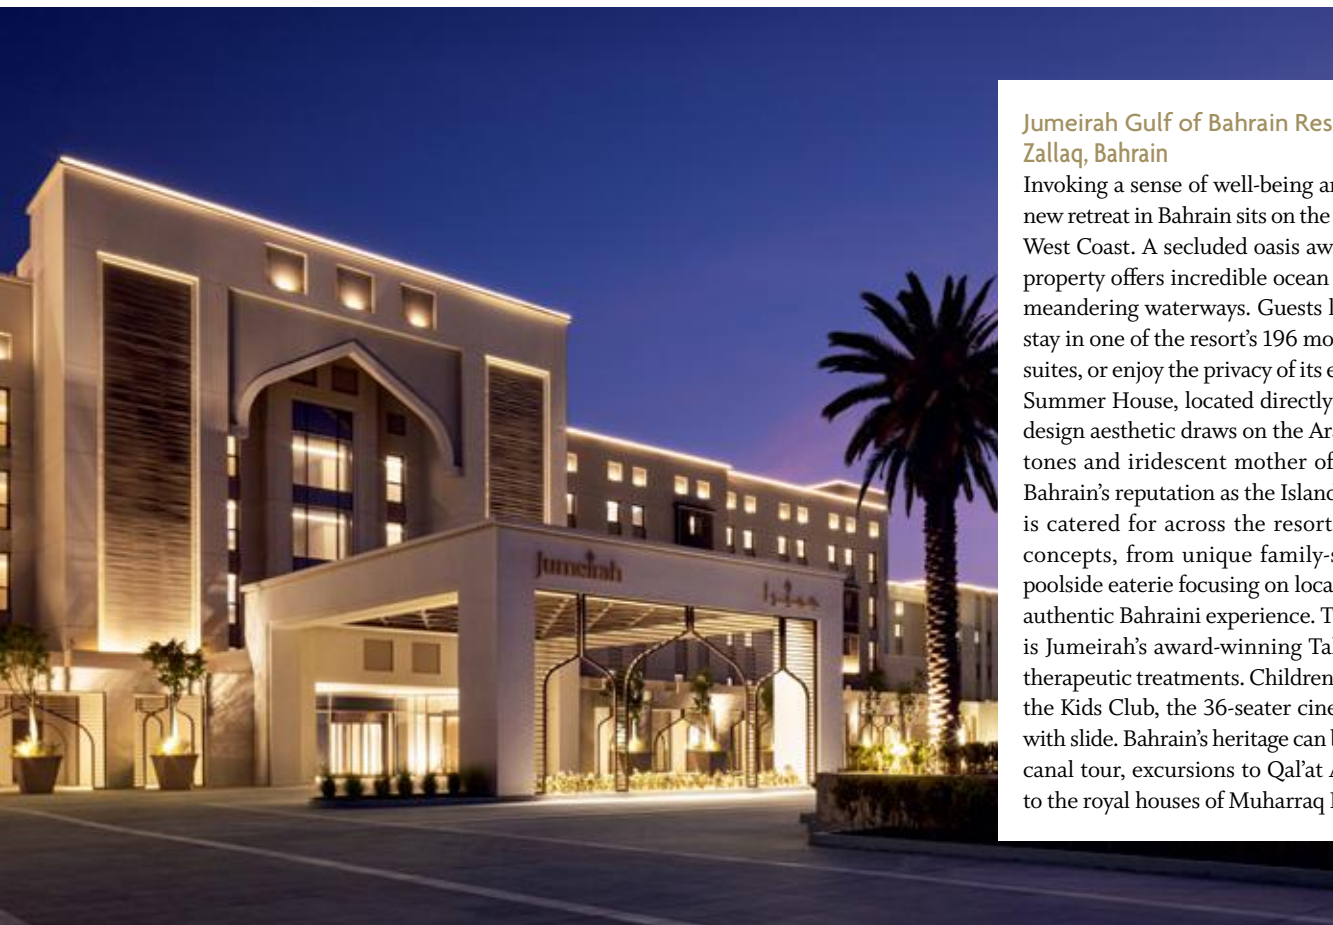 Jumeirah
جميرا
Jumeirah Gulf of Bahrain Res
Zallaq, Bahrain
Invoking a sense of well-being an
new retreat in Bahrain sits on the
West Coast. A secluded oasis aw
property offers incredible ocean
meandering waterways. Guests l
stay in one of the resort’s 196 mo
suites, or enjoy the privacy of its e
Summer House, located directly
design aesthetic draws on the Ara
tones and iridescent mother of
Bahrain’s reputation as the Island
is catered for across the resort
concepts, from unique family-s
poolside eaterie focusing on loca
authentic Bahraini experience. T
is Jumeirah’s award-winning Tal
therapeutic treatments. Children
the Kids Club, the 36-seater cine
with slide. Bahrain’s heritage can b
canal tour, excursions to Qal’at A
to the royal houses of Muharraq I